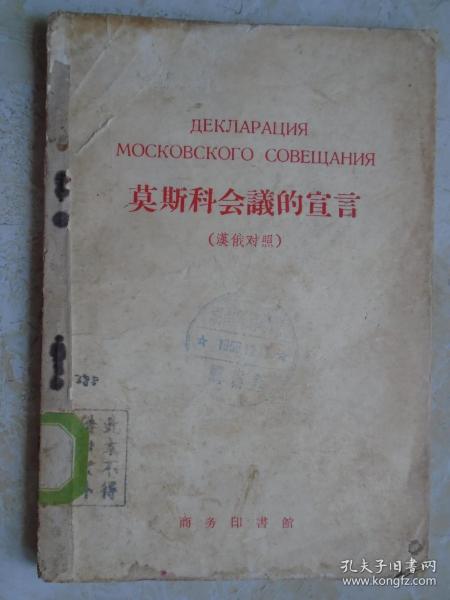 ДЕКЛАРАЦИЯ
МОСКОВСКОГО СОВЕЩАНИЯ
莫斯科会議的宣言
(漢俄对照)
商务印書館
孔夫子旧书网
www.kongfz.com